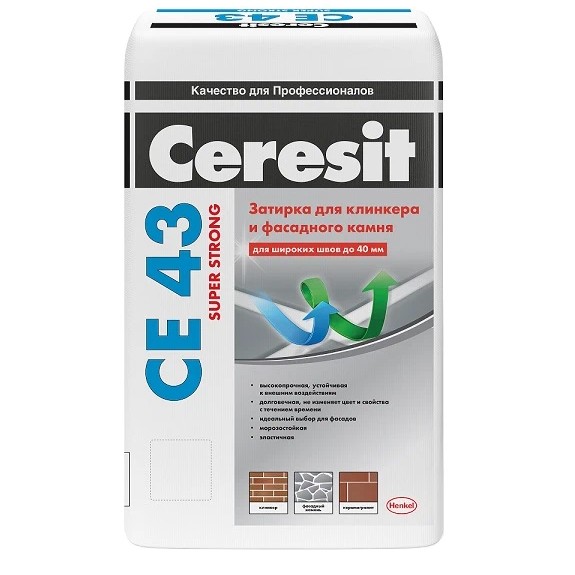 CE 43
SUPER STRONG
Качество для Профессионалов
Ceresit
CE 43
SUPER STRONG
Затирка для клинкера
и фасадного камня
для широких швов до 40 мм
• высокопрочная, устойчивая
к внешним воздействиям
• долговечная, не изменяет цвет и свойства
с течением времени
• идеальный выбор для фасадов
• морозостойкая
• эластичная
клинкер
фасадный
камень
керамогранит
Henkel